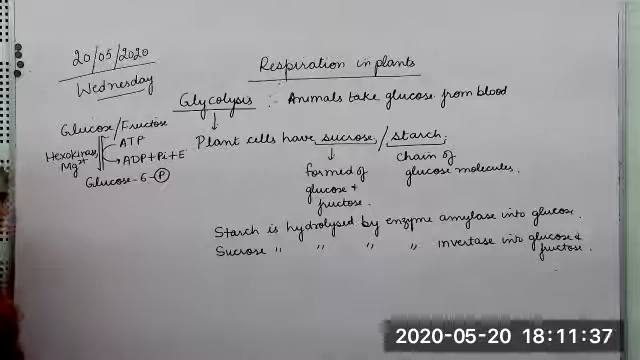 20/05/2020
Wednesday
Respiration in plants
Glycolysis :- Animals take glucose from blood
Glucose/Fructose
ATP
Hexokinase
Mg2+
ADP+Pi+E
Glucose-6-P
Plant cells have sucrose / starch.
formed of
glucose +
fructose.
chain of
glucose molecules.
Starch is hydrolysed by enzyme amylase into glucose.
Sucrose " " " " invertase into glucose &
fructose.
2020-05-20 18:11:37